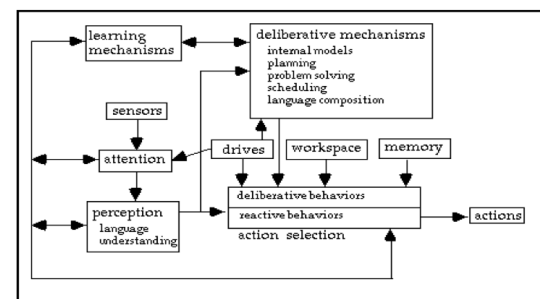 learning
mechanisms
deliberative mechanisms
internal models
planning
problem solving
scheduling
language composition
sensors
attention
drives
workspace
memory
perception
language
understanding
deliberative behaviors
reactive behaviors
action selection
actions